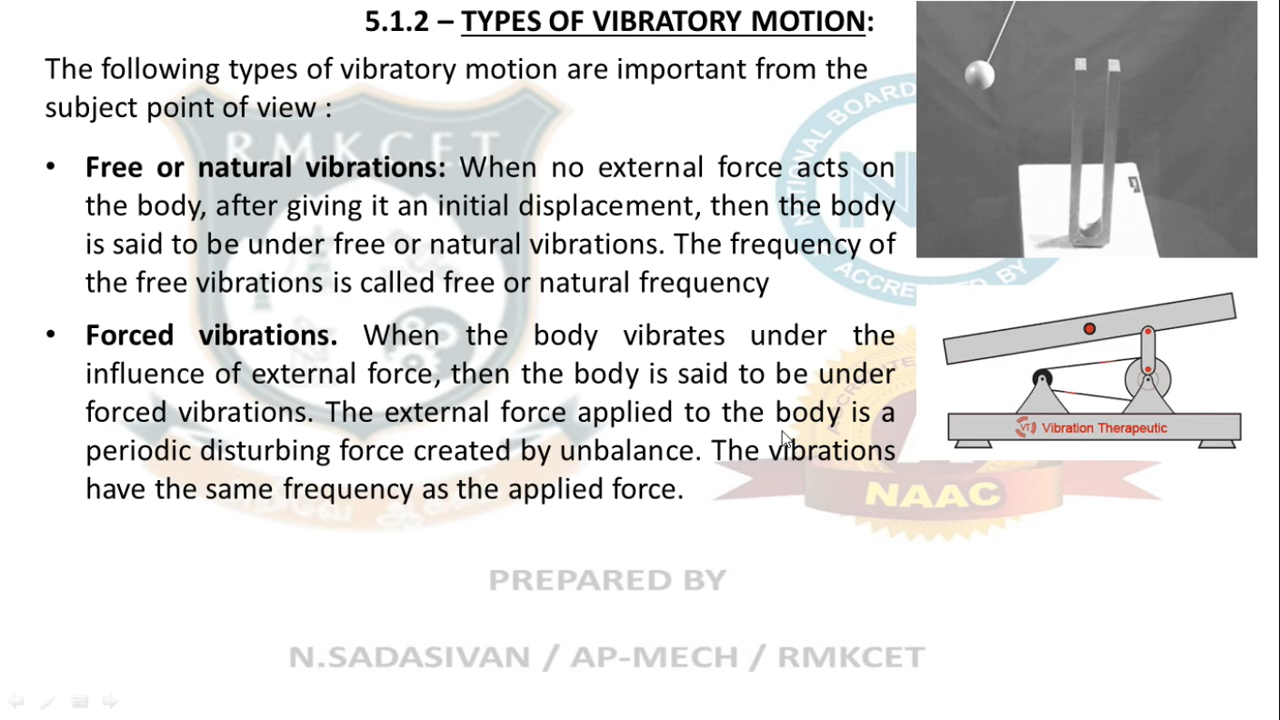 5.1.2 – TYPES OF VIBRATORY MOTION:
The following types of vibratory motion are important from the
subject point of view :
• Free or natural vibrations: When no external force acts on
the body, after giving it an initial displacement, then the body
is said to be under free or natural vibrations. The frequency of
the free vibrations is called free or natural frequency
• Forced vibrations. When the body vibrates under the
influence of external force, then the body is said to be under
forced vibrations. The external force applied to the body is a
periodic disturbing force created by unbalance. The vibrations
have the same frequency as the applied force.
VT Vibration Therapeutic
RMKCET
NATIONAL BOARD
ACCREDITED BY
NAAC
PREPARED BY
N.SADASIVAN / AP-MECH / RMKCET